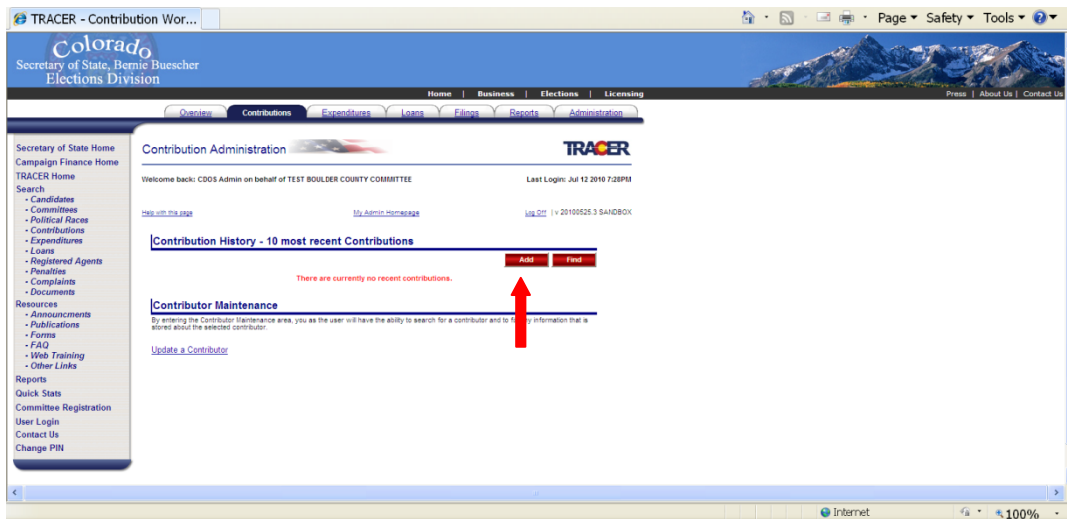 TRACER - Contribution Wor...
Page Safety Tools
Colorado
Secretary of State, Bernie Buescher
Elections Division
Home | Business | Elections | Licensing
Press | About Us | Contact Us
Overview Contributions Expenditures Loans Filings Reports Administration
Secretary of State Home
Campaign Finance Home
TRACER Home
Search
- Candidates
- Committees
- Political Races
- Contributions
- Expenditures
- Loans
- Registered Agents
- Penalties
- Complaints
- Documents
Resources
- Announcments
- Publications
- Forms
- FAQ
- Web Training
- Other Links
Reports
Quick Stats
Committee Registration
User Login
Contact Us
Change PIN
Contribution Administration
TRACER
Welcome back: CDOS Admin on behalf of TEST BOULDER COUNTY COMMITTEE
Last Login: Jul 12 2010 7:28PM
Help with this page
My Admin Homepage
Log Off | v 20100525.3 SANDBOX
Contribution History - 10 most recent Contributions
Add Find
There are currently no recent contributions.
Contributor Maintenance
By entering the Contributor Maintenance area, you as the user will have the ability to search for a contributor and to information that is
stored about the selected contributor.
Update a Contributor
Internet
100%